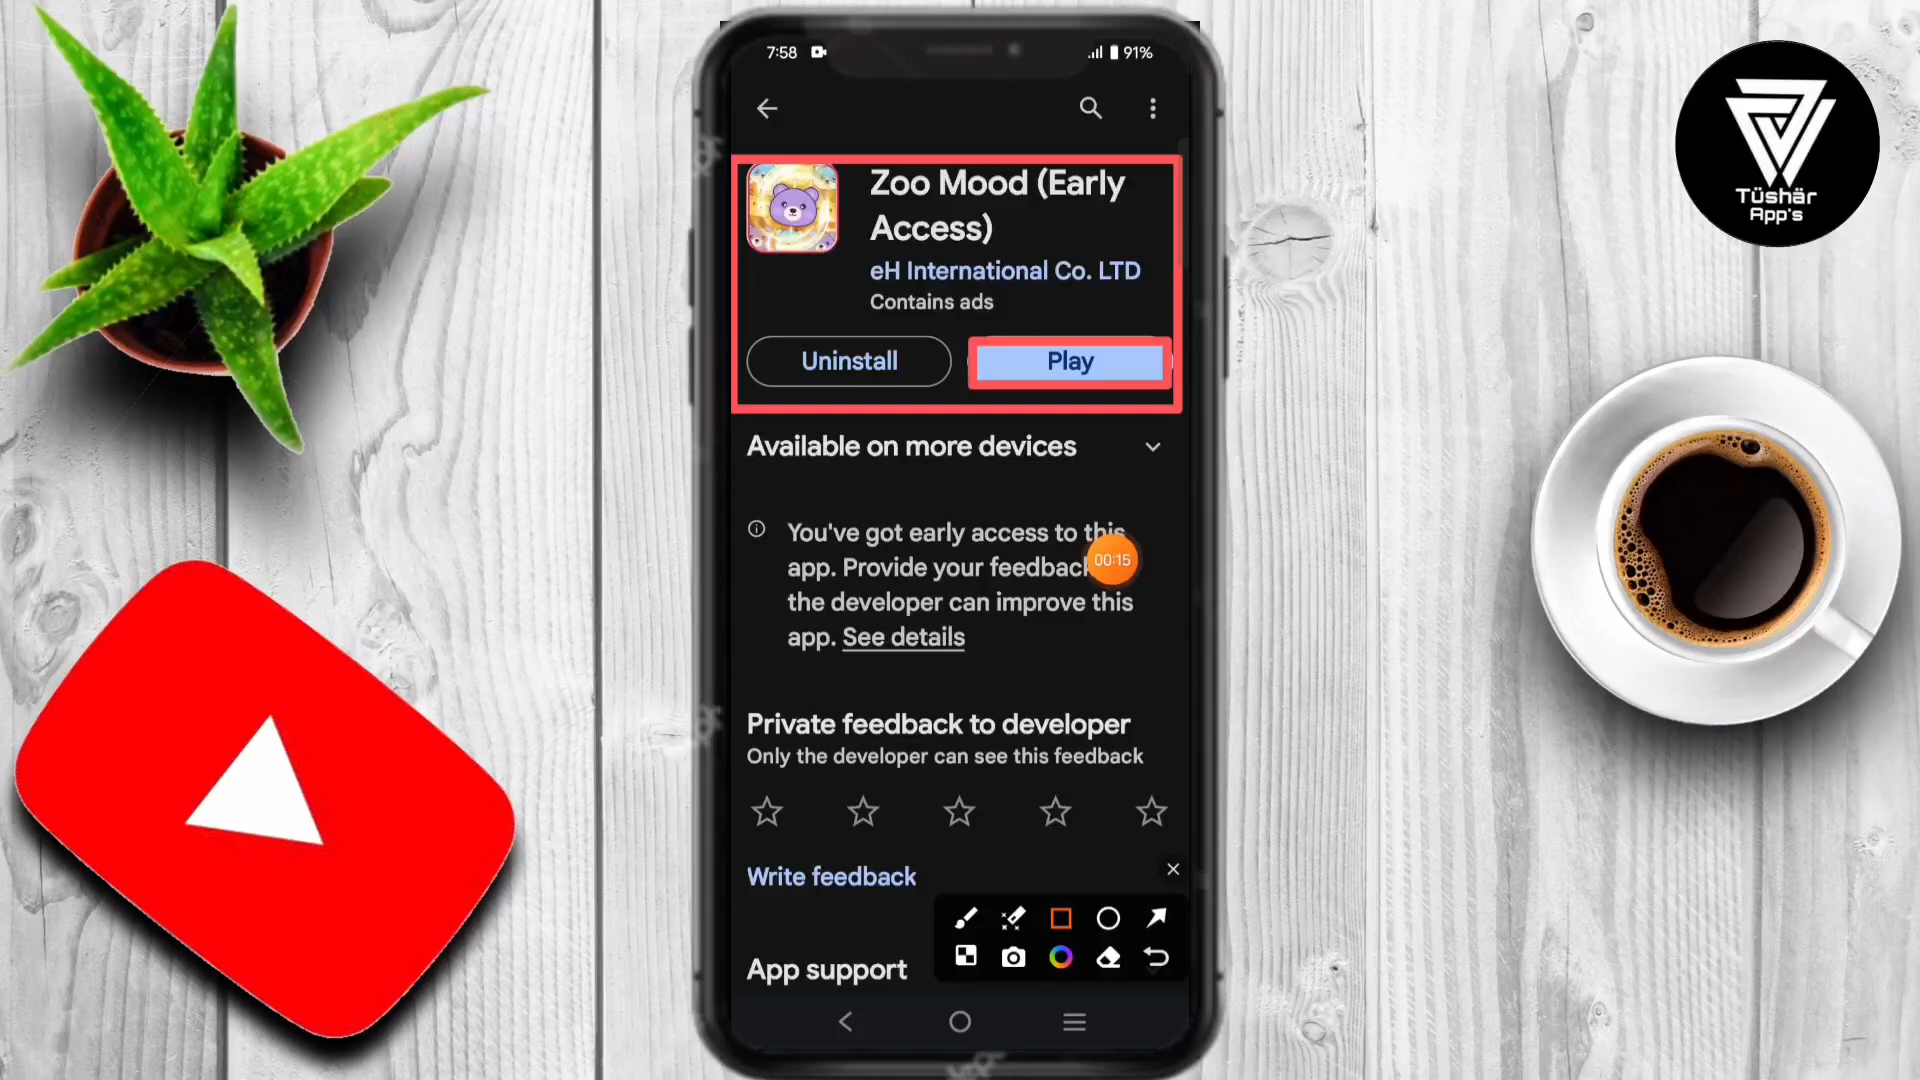 7:58
91%
Zoo Mood (Early
Access)
eH International Co. LTD
Contains ads
Uninstall
Play
Available on more devices
You've got early access to this
app. Provide your feedback
00:15
the developer can improve this
app. See details
Private feedback to developer
Only the developer can see this feedback
Write feedback
App support
Tüshär
App's